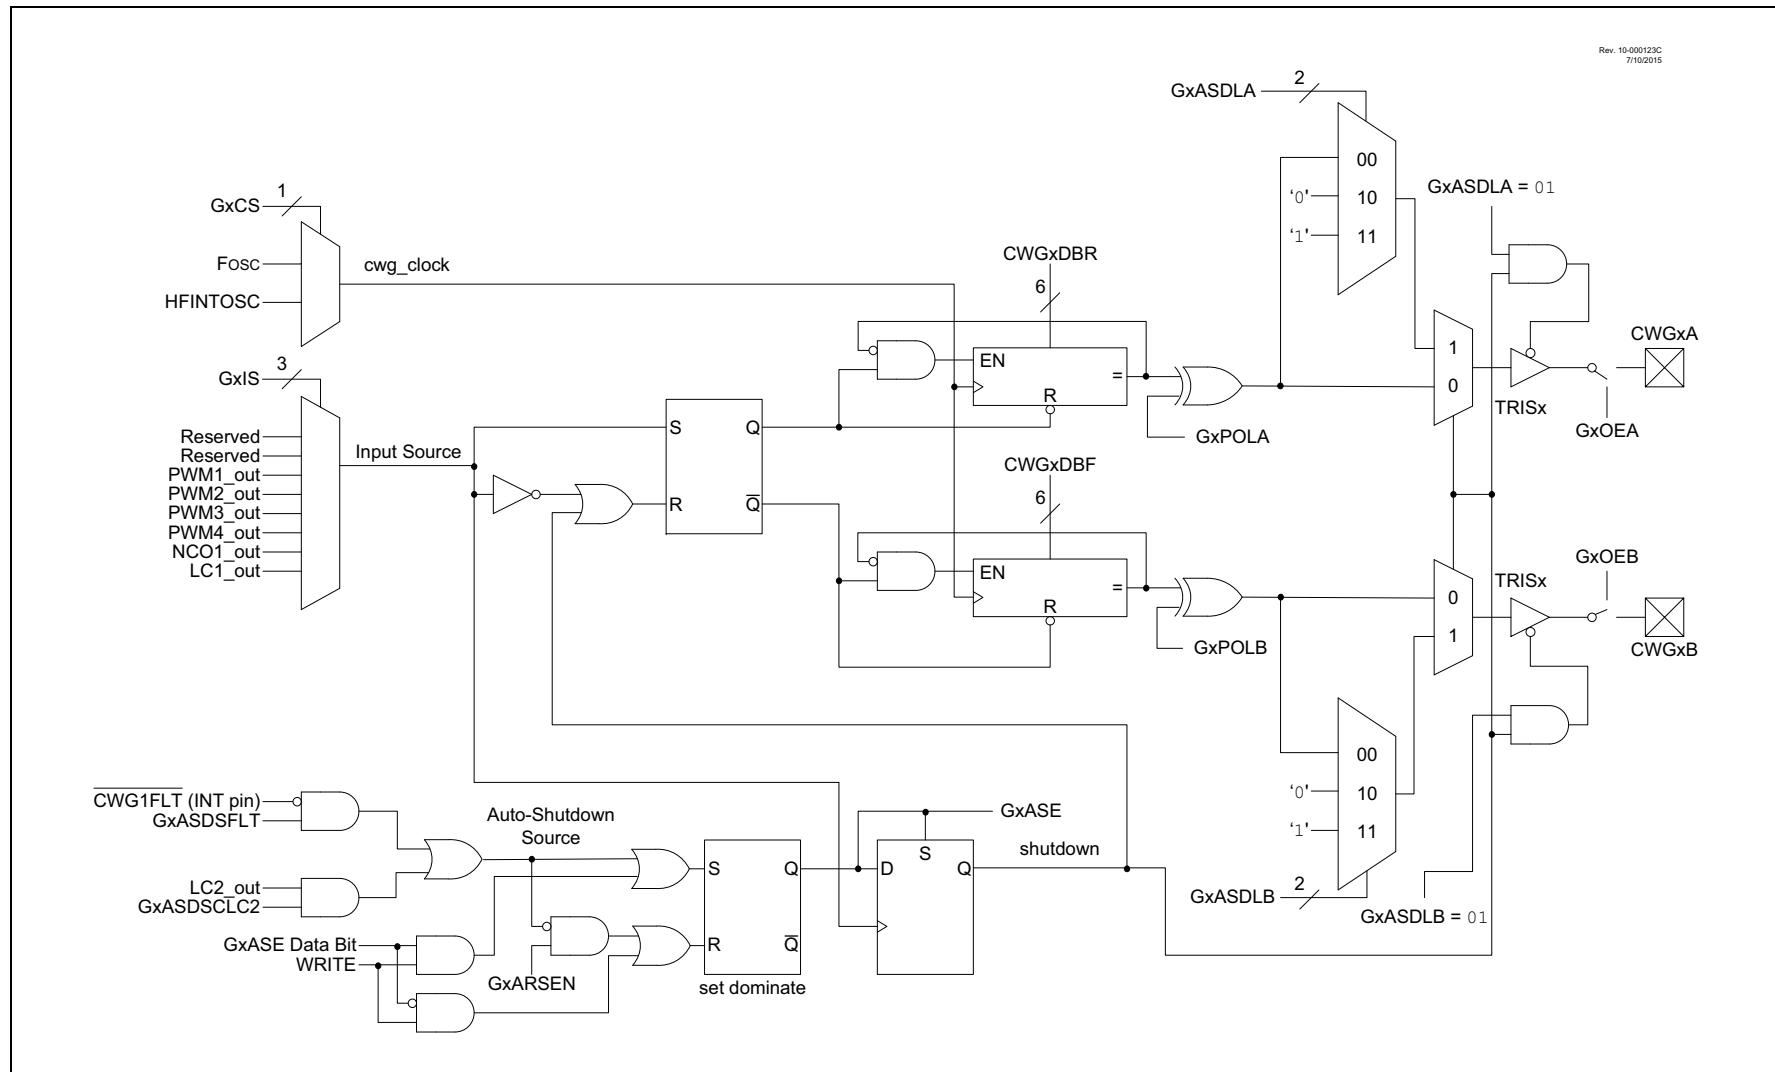 Rev. 10-000123C
7/10/2015
GxASDLA
2
00
‘0’
10
‘1’
11
GxASDLA = 01
GxCS
1
FOSC
HFINTOSC
cwg_clock
CWGxDBR
6
EN
=
R
GxPOLA
1
0
TRISx
CWGxA
GxOEA
GxIS
3
Reserved
Reserved
PWM1_out
PWM2_out
PWM3_out
PWM4_out
NCO1_out
LC1_out
Input Source
S
Q
R
Q
CWGxDBF
6
EN
=
R
GxPOLB
0
1
TRISx
GxOEB
CWGxB
00
‘0’
10
‘1’
11
GxASDLB
2
GxASDLB = 01
CWG1FLT (INT pin)
GxASDSFLT
LC2_out
GxASDSCLC2
Auto-Shutdown
Source
GxASE Data Bit
WRITE
GxARSEN
S
Q
R
Q
set dominate
S
D
Q
GxASE
shutdown